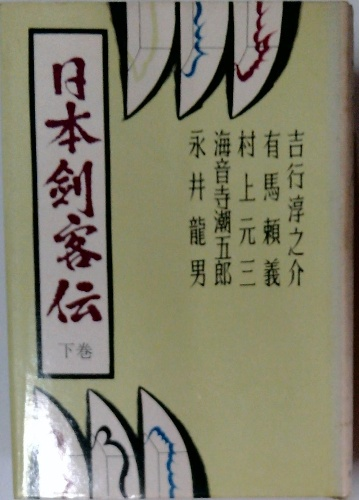 日本剣客伝
下巻
吉行淳之介
有馬頼義
村上元三
海音寺潮五郎
永井龍男